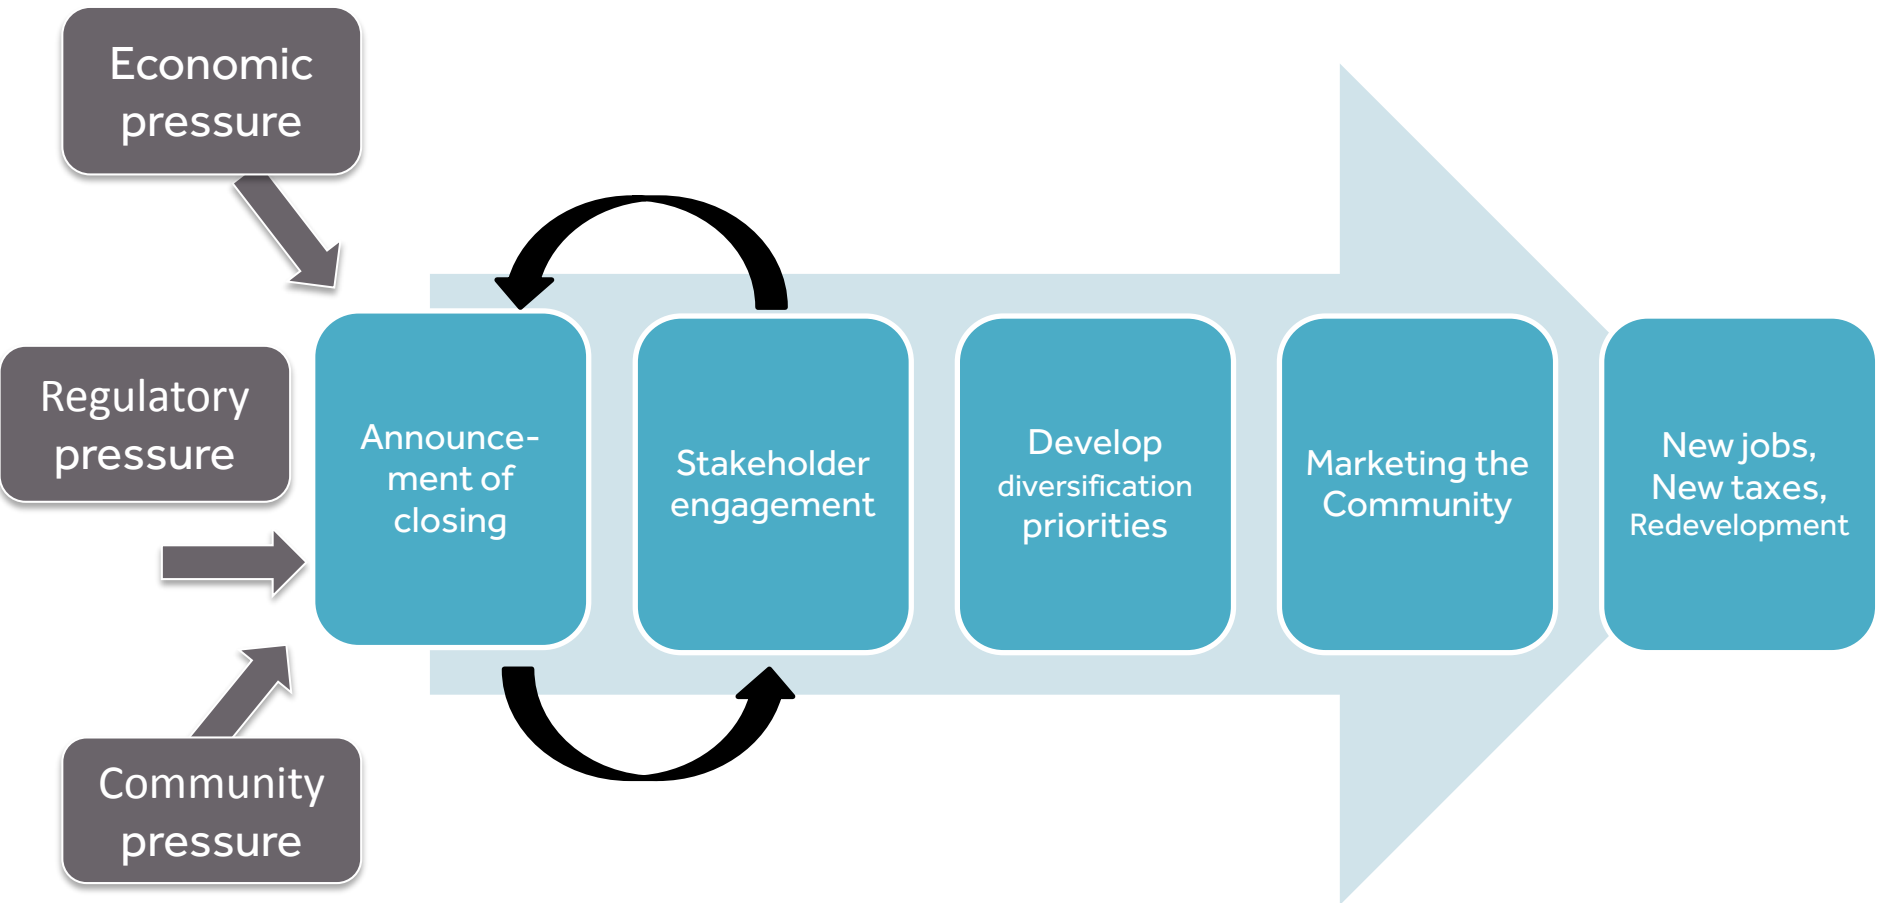 Economic
pressure
Regulatory
pressure
Community
pressure
Announce-
ment of
closing
Stakeholder
engagement
Develop
diversification
priorities
Marketing the
Community
New jobs,
New taxes,
Redevelopment